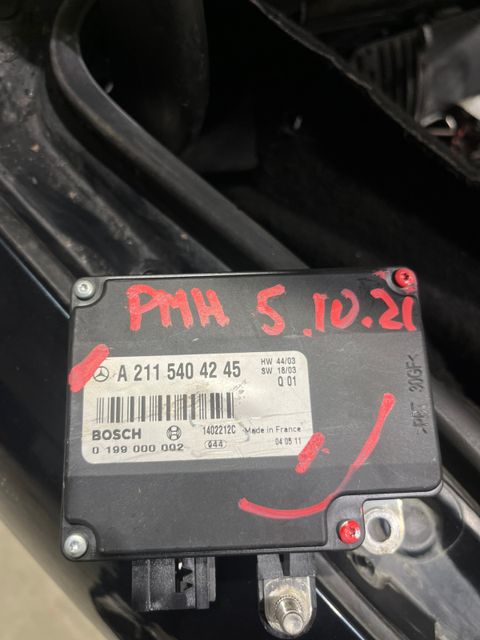 PMH 5.10.21
A 211 540 42 45
HW 44/03
SW 18/03
Q 01
BOSCH
1402212C
Made in France
0 199 000 002
044
04 05 11